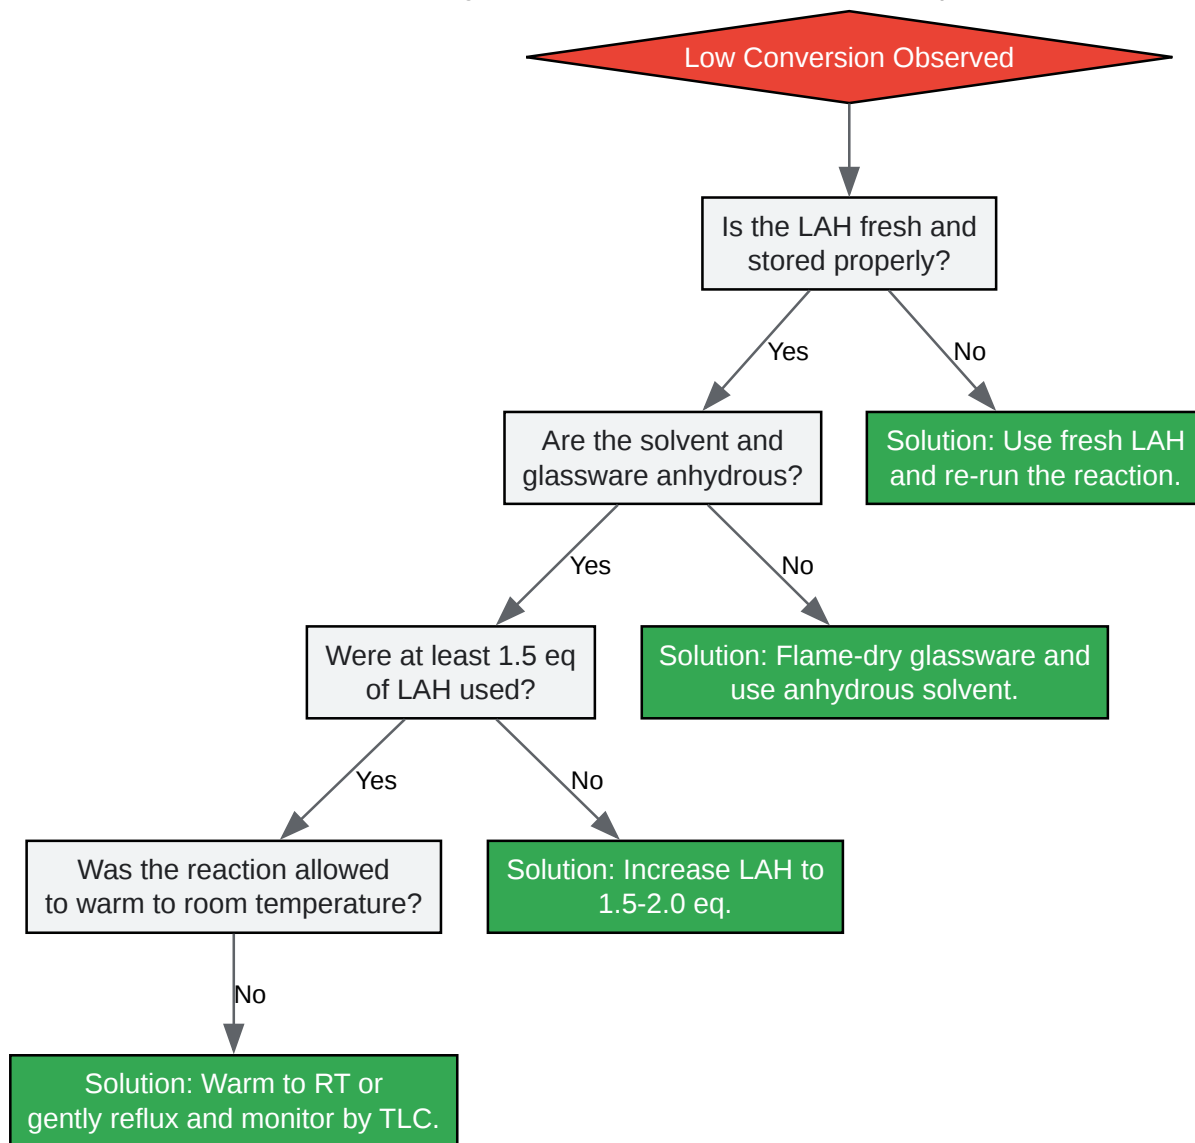 Low Conversion Observed
Is the LAH fresh and
stored properly?
Yes
No
Are the solvent and
glassware anhydrous?
Solution: Use fresh LAH
and re-run the reaction.
Yes
No
Were at least 1.5 eq
of LAH used?
Solution: Flame-dry glassware and
use anhydrous solvent.
Yes
No
Was the reaction allowed
to warm to room temperature?
Solution: Increase LAH to
1.5-2.0 eq.
No
Solution: Warm to RT or
gently reflux and monitor by TLC.